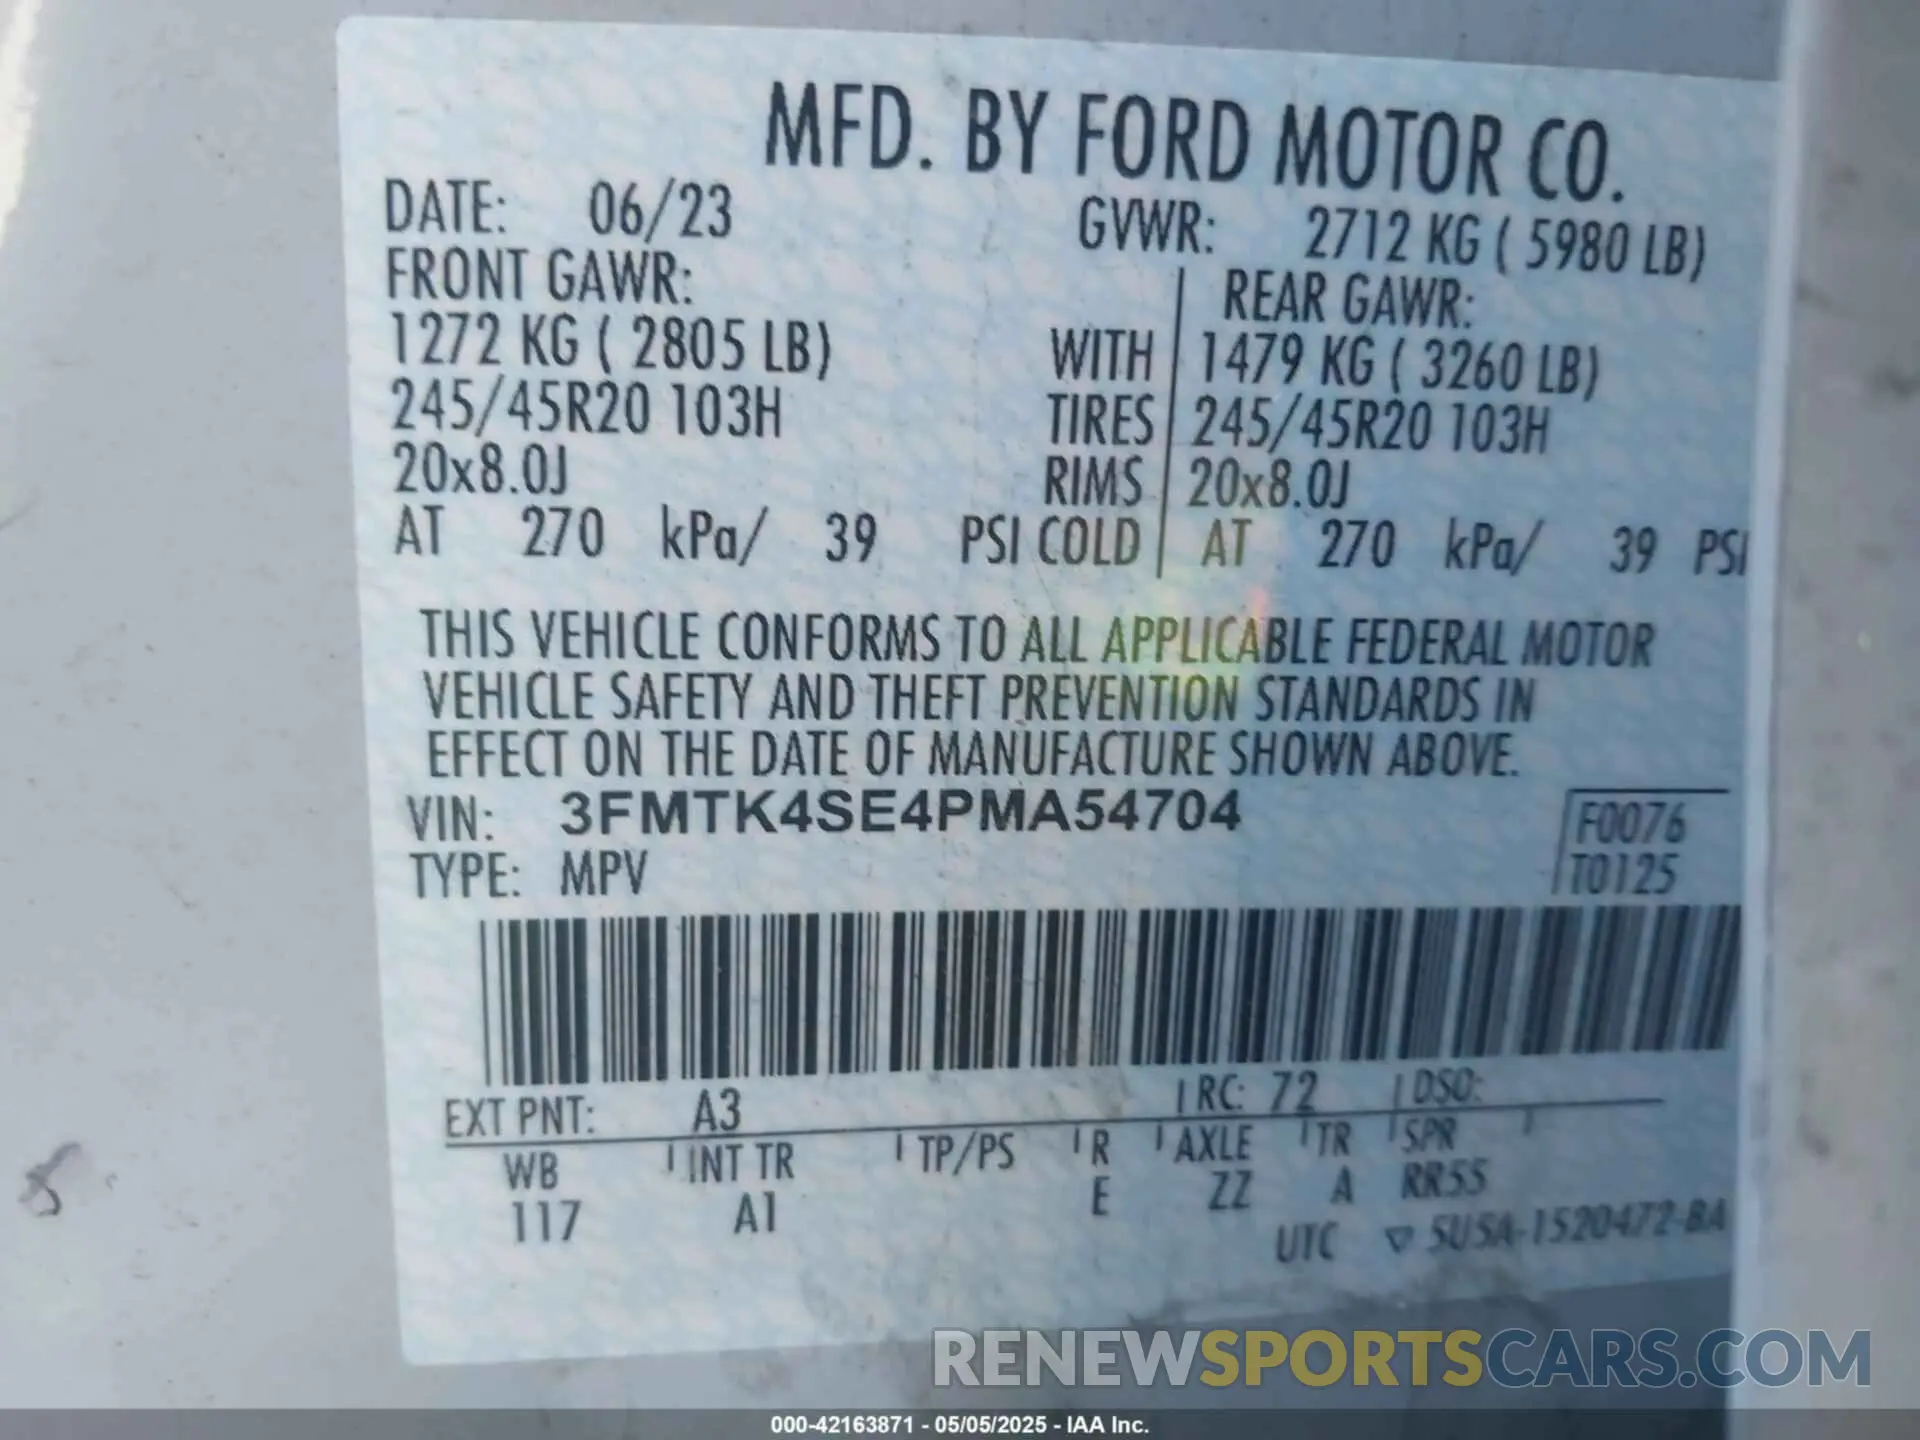 MFD. BY FORD MOTOR CO.
DATE: 06/23 GVWR: 2712 KG ( 5980 LB)
FRONT GAWR: REAR GAWR:
1272 KG ( 2805 LB) WITH 1479 KG ( 3260 LB)
245/45R20 103H TIRES 245/45R20 103H
20x8.0J RIMS 20x8.0J
AT 270 kPa/ 39 PSI COLD AT 270 kPa/ 39 PSI
THIS VEHICLE CONFORMS TO ALL APPLICABLE FEDERAL MOTOR
VEHICLE SAFETY AND THEFT PREVENTION STANDARDS IN
EFFECT ON THE DATE OF MANUFACTURE SHOWN ABOVE.
VIN: 3FMTK4SE4PMA54704 F0076
TYPE: MPV T0125
EXT PNT: A3 RC: 72 DSO:
WB INT TR TP/PS R AXLE TR SPR
117 A1 E ZZ A RR55
UTC ▽ 5U5A-1520472-BA
RENEWSPORTSCARS.COM
000-42163871 - 05/05/2025 - IAA Inc.